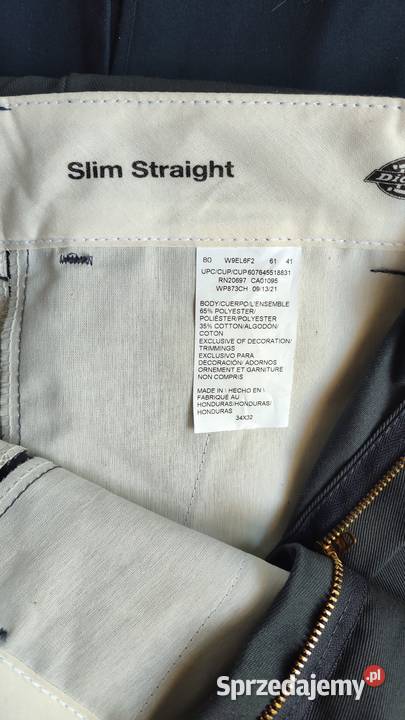 Slim Straight
Dic
B0 W9EL6F2 61 41
UPC/CUP/CUP 607645518831
RN20697 CA01095
WP873CH 09/13/21
BODY/CUERPO/L'ENSEMBLE
65% POLYESTER/
POLIÉSTER/POLYESTER
35% COTTON/ALGODÓN/
COTON
EXCLUSIVE OF DECORATION/
TRIMMINGS
EXCLUSIVO PARA
DECORACIÓN/ ADORNOS
ORNEMENT ET GARNITURE
NON COMPRIS
MADE IN \ HECHO EN \
FABRIQUÉ AU
HONDURAS/HONDURAS/
HONDURAS
34X32
Sprzedajemy.pl